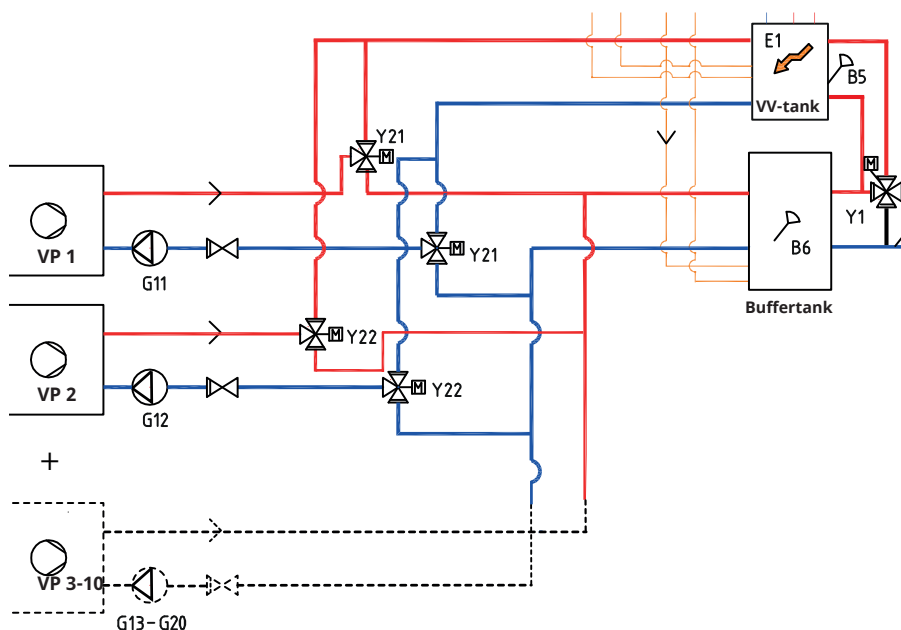 E1
B5
VV-tank
Y21
M
M
VP 1
Y1
G11
M
Y21
B6
Buffertank
M
Y22
VP 2
M
Y22
G12
+
VP 3-10
G13-G20